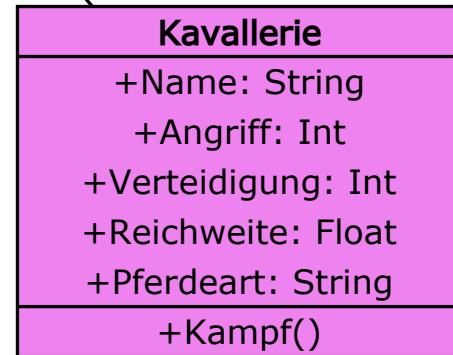 Kavallerie
+Name: String
+Angriff: Int
+Verteidigung: Int
+Reichweite: Float
+Pferdeart: String
+Kampf()